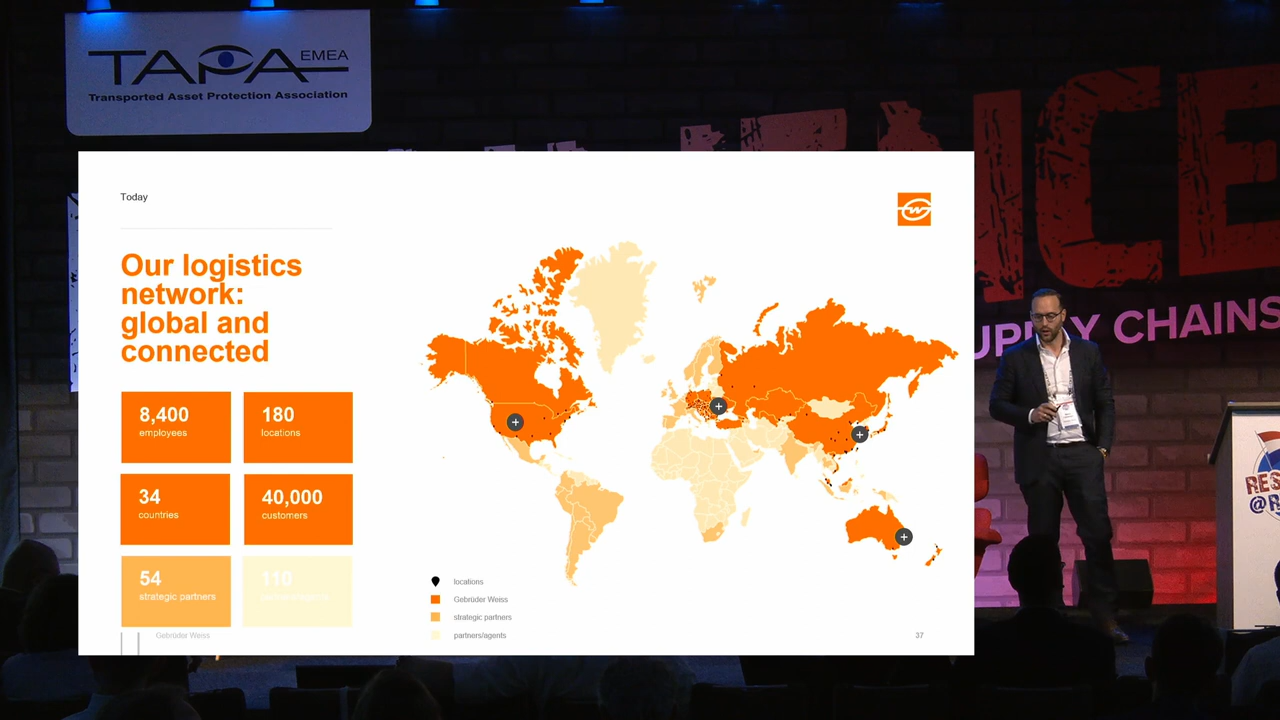 TAPA EMEA
Transported Asset Protection Association
Today
Our logistics
network:
global and
connected
8,400
employees
180
locations
34
countries
40,000
customers
54
strategic partners
110
locations
Gebrüder Weiss
strategic partners
partners/agents
Gebrüder Weiss
37
SUPPLY CHAINS
RES
@R